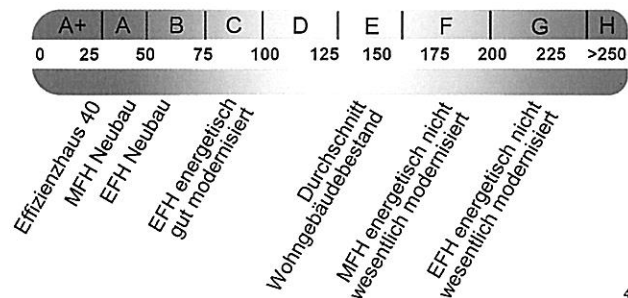 A+ A B C D E F G H
0 25 50 75 100 125 150 175 200 225 >250
Effizienzhaus 40
MFH Neubau
EFH Neubau
EFH energetisch
gut modernisiert
Durchschnitt
Wohngebäudebestand
MFH energetisch nicht
wesentlich modernisiert
EFH energetisch nicht
wesentlich modernisiert